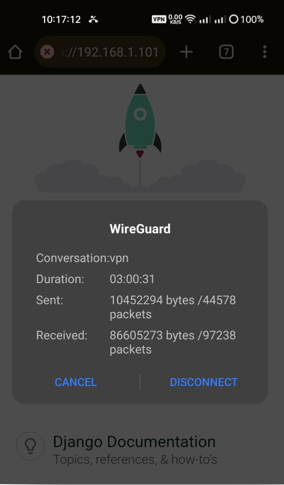 10:17:12
VPN 0.00 KB/S 100%
://192.168.1.101 7
WireGuard
Conversation:vpn
Duration: 03:00:31
Sent: 10452294 bytes /44578
packets
Received: 86605273 bytes /97238
packets
CANCEL DISCONNECT
Django Documentation
Topics, references, & how-to's